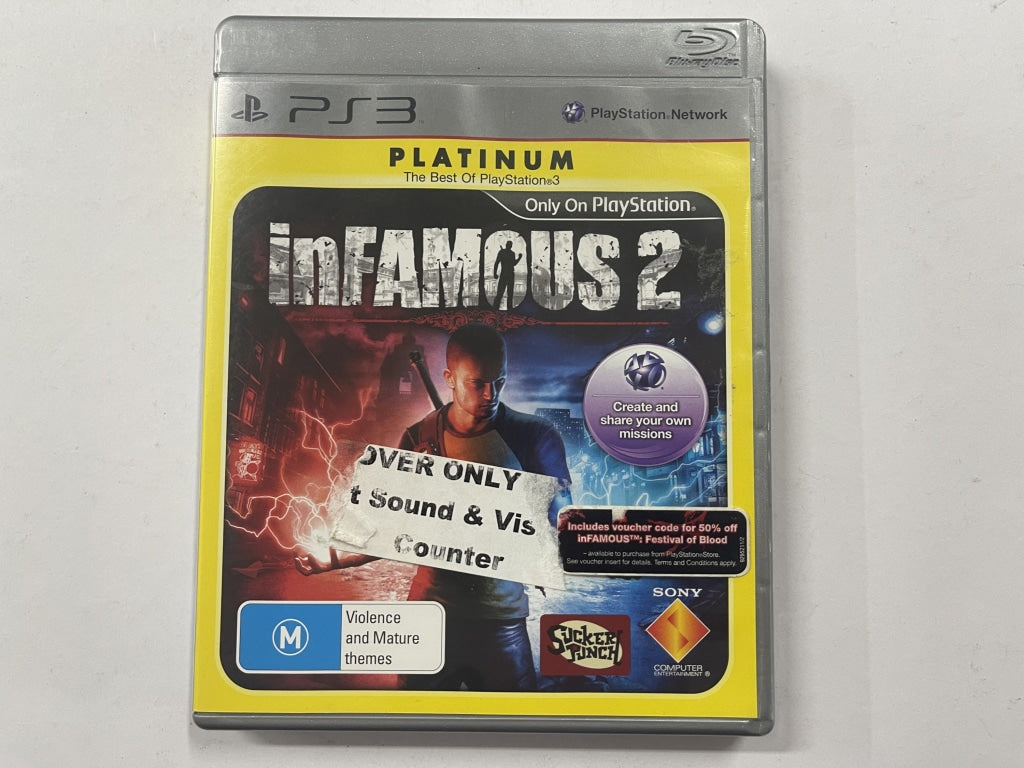 Blu-ray Disc
PS3
PlayStation®Network
PLATINUM
The Best Of PlayStation®3
Only On PlayStation®
inFAMOUS 2
Create and
share your own
missions
OVER ONLY
t Sound & Vis
Counter
Includes voucher code for 50% off
inFAMOUS™: Festival of Blood
– available to purchase from PlayStation®Store.
See voucher insert for details. Terms and Conditions apply.
M
Violence
and Mature
themes
SUCKER
PUNCH
SONY
COMPUTER
ENTERTAINMENT®